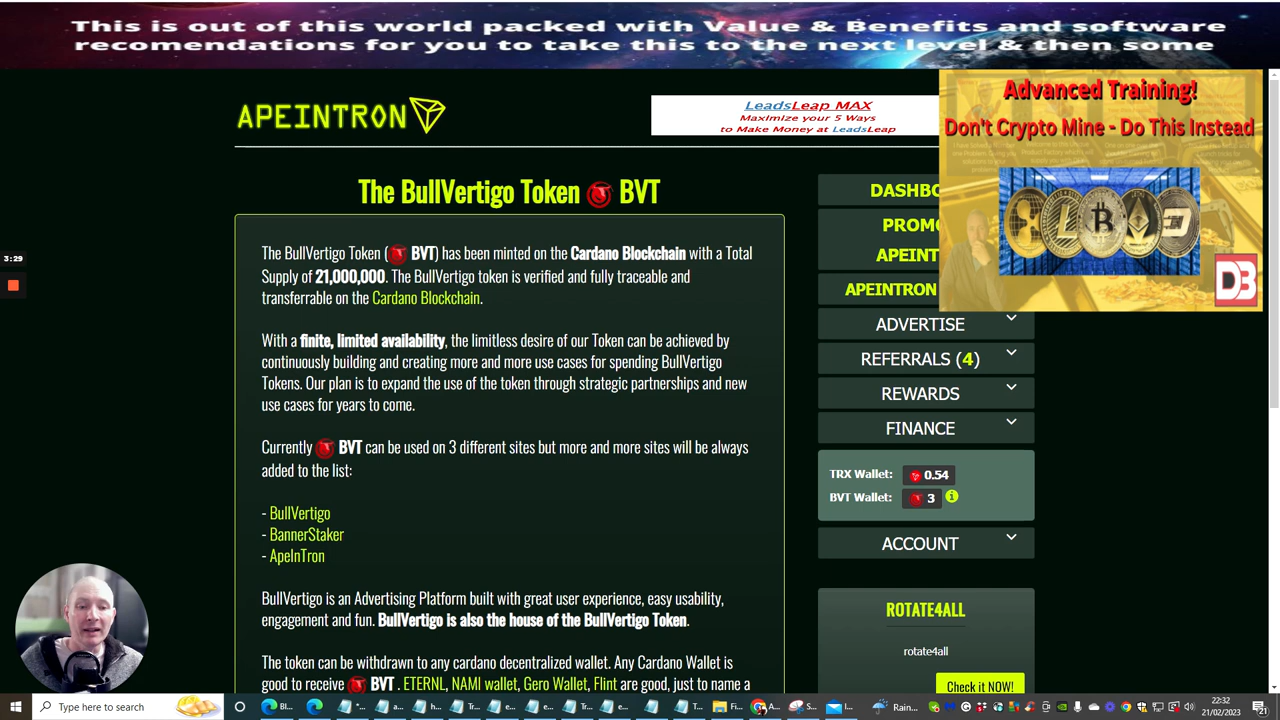 This is out of this world packed with Value & Benefits and software
recomendations for you to take this to the next level & then some
APEINTRON
LeadsLeap MAX
Maximize your 5 Ways
to Make Money at LeadsLeap
Advanced Training!
Don't Crypto Mine - Do This Instead
D3
The BullVertigo Token BVT
The BullVertigo Token ( BVT) has been minted on the Cardano Blockchain with a Total
Supply of 21,000,000. The BullVertigo token is verified and fully traceable and
transferrable on the Cardano Blockchain.
With a finite, limited availability, the limitless desire of our Token can be achieved by
continuously building and creating more and more use cases for spending BullVertigo
Tokens. Our plan is to expand the use of the token through strategic partnerships and new
use cases for years to come.
Currently BVT can be used on 3 different sites but more and more sites will be always
added to the list:
- BullVertigo
- BannerStaker
- ApeInTron
BullVertigo is an Advertising Platform built with great user experience, easy usability,
engagement and fun. BullVertigo is also the house of the BullVertigo Token.
The token can be withdrawn to any cardano decentralized wallet. Any Cardano Wallet is
good to receive BVT . ETERNL, NAMI wallet, Gero Wallet, Flint are good, just to name a
DASHBO
PROMO
APEINT
APEINTRON
ADVERTISE
REFERRALS (4)
REWARDS
FINANCE
TRX Wallet: 0.54
BVT Wallet: 3
ACCOUNT
ROTATE4ALL
rotate4all
Check it NOW!
3:29
Type here to search
Rain...
22:32
21/02/2023